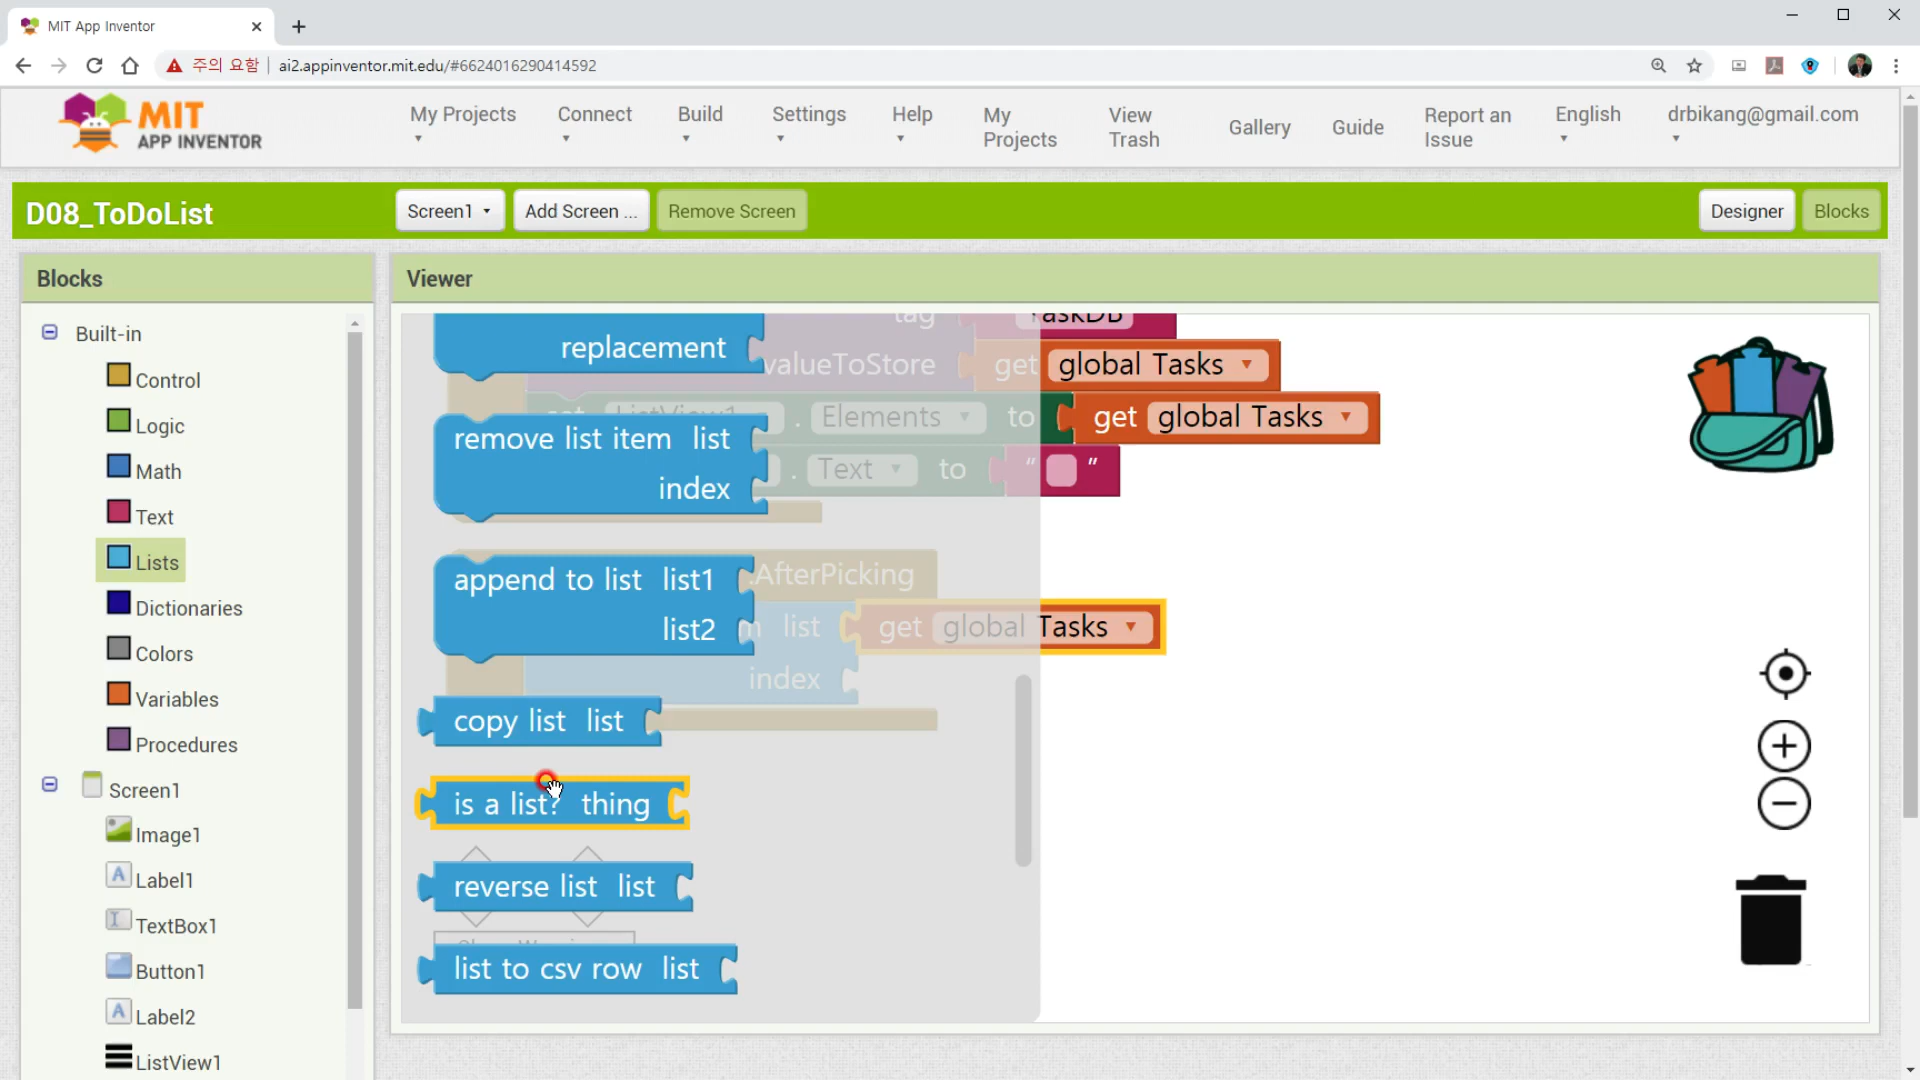 MIT App Inventor
주의 요함 ai2.appinventor.mit.edu/#6624016290414592
MIT
APP INVENTOR
My Projects
Connect
Build
Settings
Help
My
Projects
View
Trash
Gallery
Guide
Report an
Issue
English
drbikang@gmail.com
D08_ToDoList
Screen1
Add Screen ...
Remove Screen
Designer
Blocks
Blocks
Viewer
Built-in
Control
Logic
Math
Text
Lists
Dictionaries
Colors
Variables
Procedures
Screen1
Image1
Label1
TextBox1
Button1
Label2
ListView1
tag TaskDB
replacement
valueToStore get global Tasks
set ListView1 . Elements to get global Tasks
remove list item list
index
. Text to " "
append to list list1
list2
.AfterPicking
list get global Tasks
index
copy list list
is a list? thing
reverse list list
list to csv row list